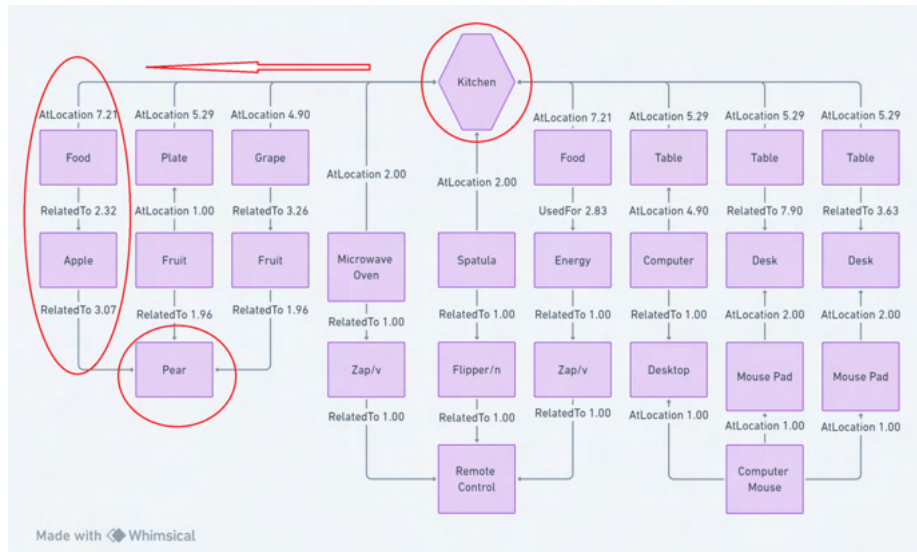 Kitchen
AtLocation 7.21
AtLocation 5.29
AtLocation 4.90
AtLocation 7.21
AtLocation 5.29
AtLocation 5.29
AtLocation 5.29
Food
Plate
Grape
AtLocation 2.00
AtLocation 2.00
Food
Table
Table
Table
RelatedTo 2.32
AtLocation 1.00
RelatedTo 3.26
UsedFor 2.83
AtLocation 4.90
RelatedTo 7.90
RelatedTo 3.63
Apple
Fruit
Fruit
Microwave
Oven
Spatula
Energy
Computer
Desk
Desk
RelatedTo 3.07
RelatedTo 1.96
RelatedTo 1.96
RelatedTo 1.00
RelatedTo 1.00
RelatedTo 1.00
RelatedTo 1.00
AtLocation 2.00
AtLocation 2.00
Pear
Zap/v
Flipper/n
Zap/v
Desktop
Mouse Pad
Mouse Pad
RelatedTo 1.00
RelatedTo 1.00
RelatedTo 1.00
AtLocation 1.00
AtLocation 1.00
AtLocation 1.00
Remote
Control
Computer
Mouse
Made with Whimsical